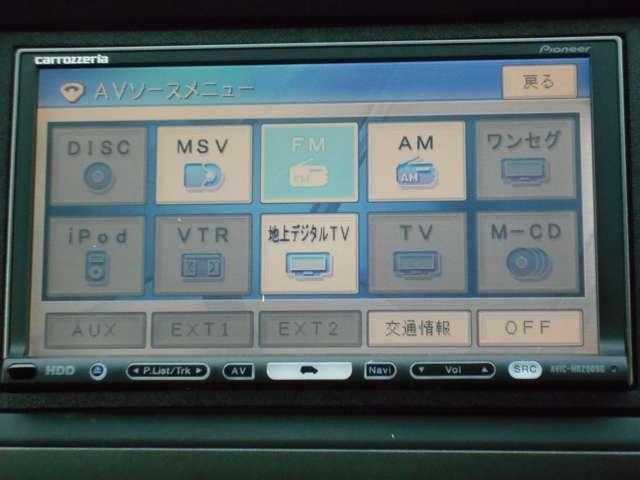 carrozzeria Pioneer
AVソースメニュー 戻る
DISC MSV FM AM ワンセグ
iPod VTR 地上デジタルTV TV M-CD
AUX EXT1 EXT2 交通情報 OFF
HDD P.List/Trk AV Navi Vol SRC